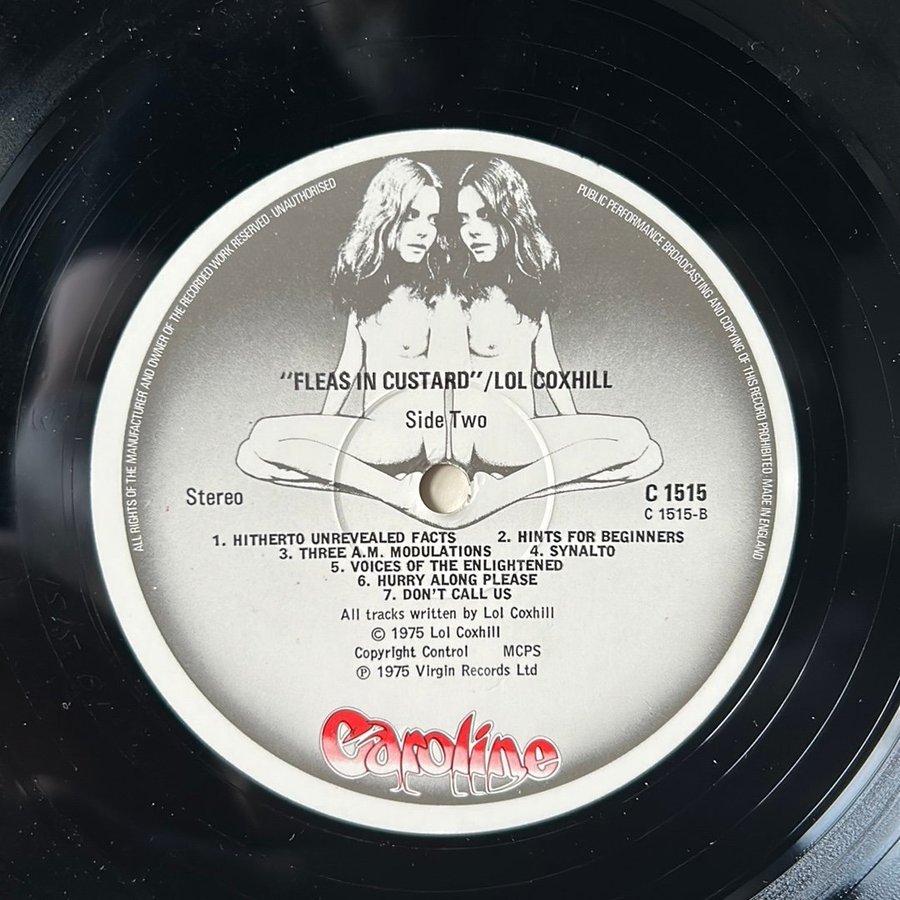 ALL RIGHTS OF THE MANUFACTURER AND OWNER OF THE RECORDED WORK RESERVED · UNAUTHORISED
PUBLIC PERFORMANCE BROADCASTING AND COPYING OF THIS RECORD PROHIBITED · MADE IN ENGLAND
"FLEAS IN CUSTARD"/LOL COXHILL
Side Two
Stereo
C 1515
C 1515-B
1. HITHERTO UNREVEALED FACTS 2. HINTS FOR BEGINNERS
3. THREE A.M. MODULATIONS 4. SYNALTO
5. VOICES OF THE ENLIGHTENED
6. HURRY ALONG PLEASE
7. DON'T CALL US
All tracks written by Lol Coxhill
© 1975 Lol Coxhill
Copyright Control MCPS
℗ 1975 Virgin Records Ltd
Caroline